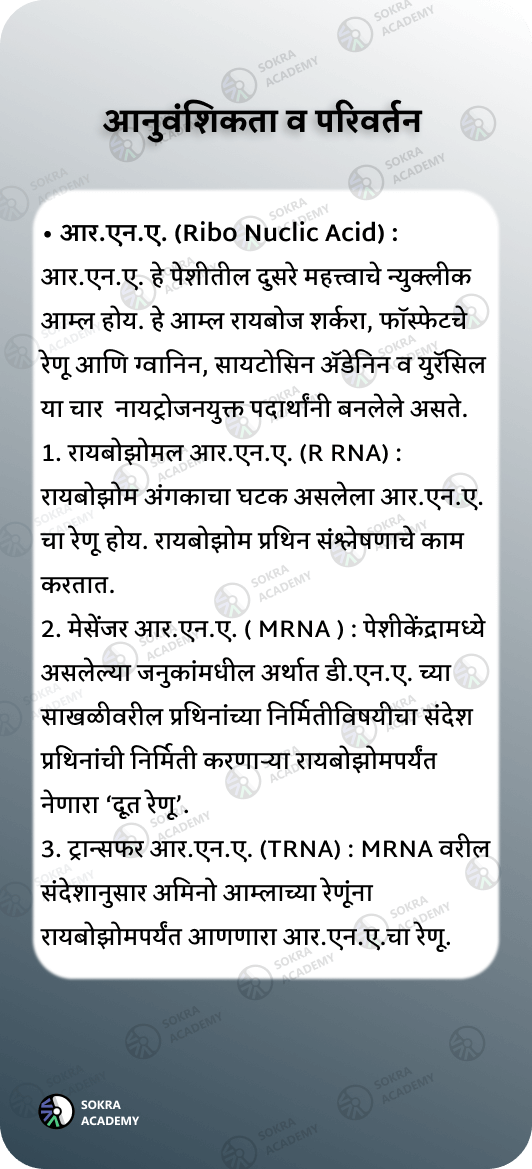 आनुवंशिकता व परिवर्तन
• आर.एन.ए. (Ribo Nuclic Acid) :
आर.एन.ए. हे पेशीतील दुसरे महत्त्वाचे न्युक्लीक
आम्ल होय. हे आम्ल रायबोज शर्करा, फॉस्फेटचे
रेणू आणि ग्वानिन, सायटोसिन ॲडेनिन व युरॅसिल
या चार नायट्रोजनयुक्त पदार्थांनी बनलेले असते.
1. रायबोझोमल आर.एन.ए. (R RNA) :
रायबोझोम अंगकाचा घटक असलेला आर.एन.ए.
चा रेणू होय. रायबोझोम प्रथिन संश्लेषणाचे काम
करतात.
2. मेसेंजर आर.एन.ए. ( MRNA ) : पेशीकेंद्रामध्ये
असलेल्या जनुकांमधील अर्थात डी.एन.ए. च्या
साखळीवरील प्रथिनांच्या निर्मितीविषयीचा संदेश
प्रथिनांची निर्मिती करणाऱ्या रायबोझोमपर्यंत
नेणारा ‘दूत रेणू’.
3. ट्रान्सफर आर.एन.ए. (TRNA) : MRNA वरील
संदेशानुसार अमिनो आम्लाच्या रेणूंना
रायबोझोमपर्यंत आणणारा आर.एन.ए.चा रेणू.
SOKRA
ACADEMY